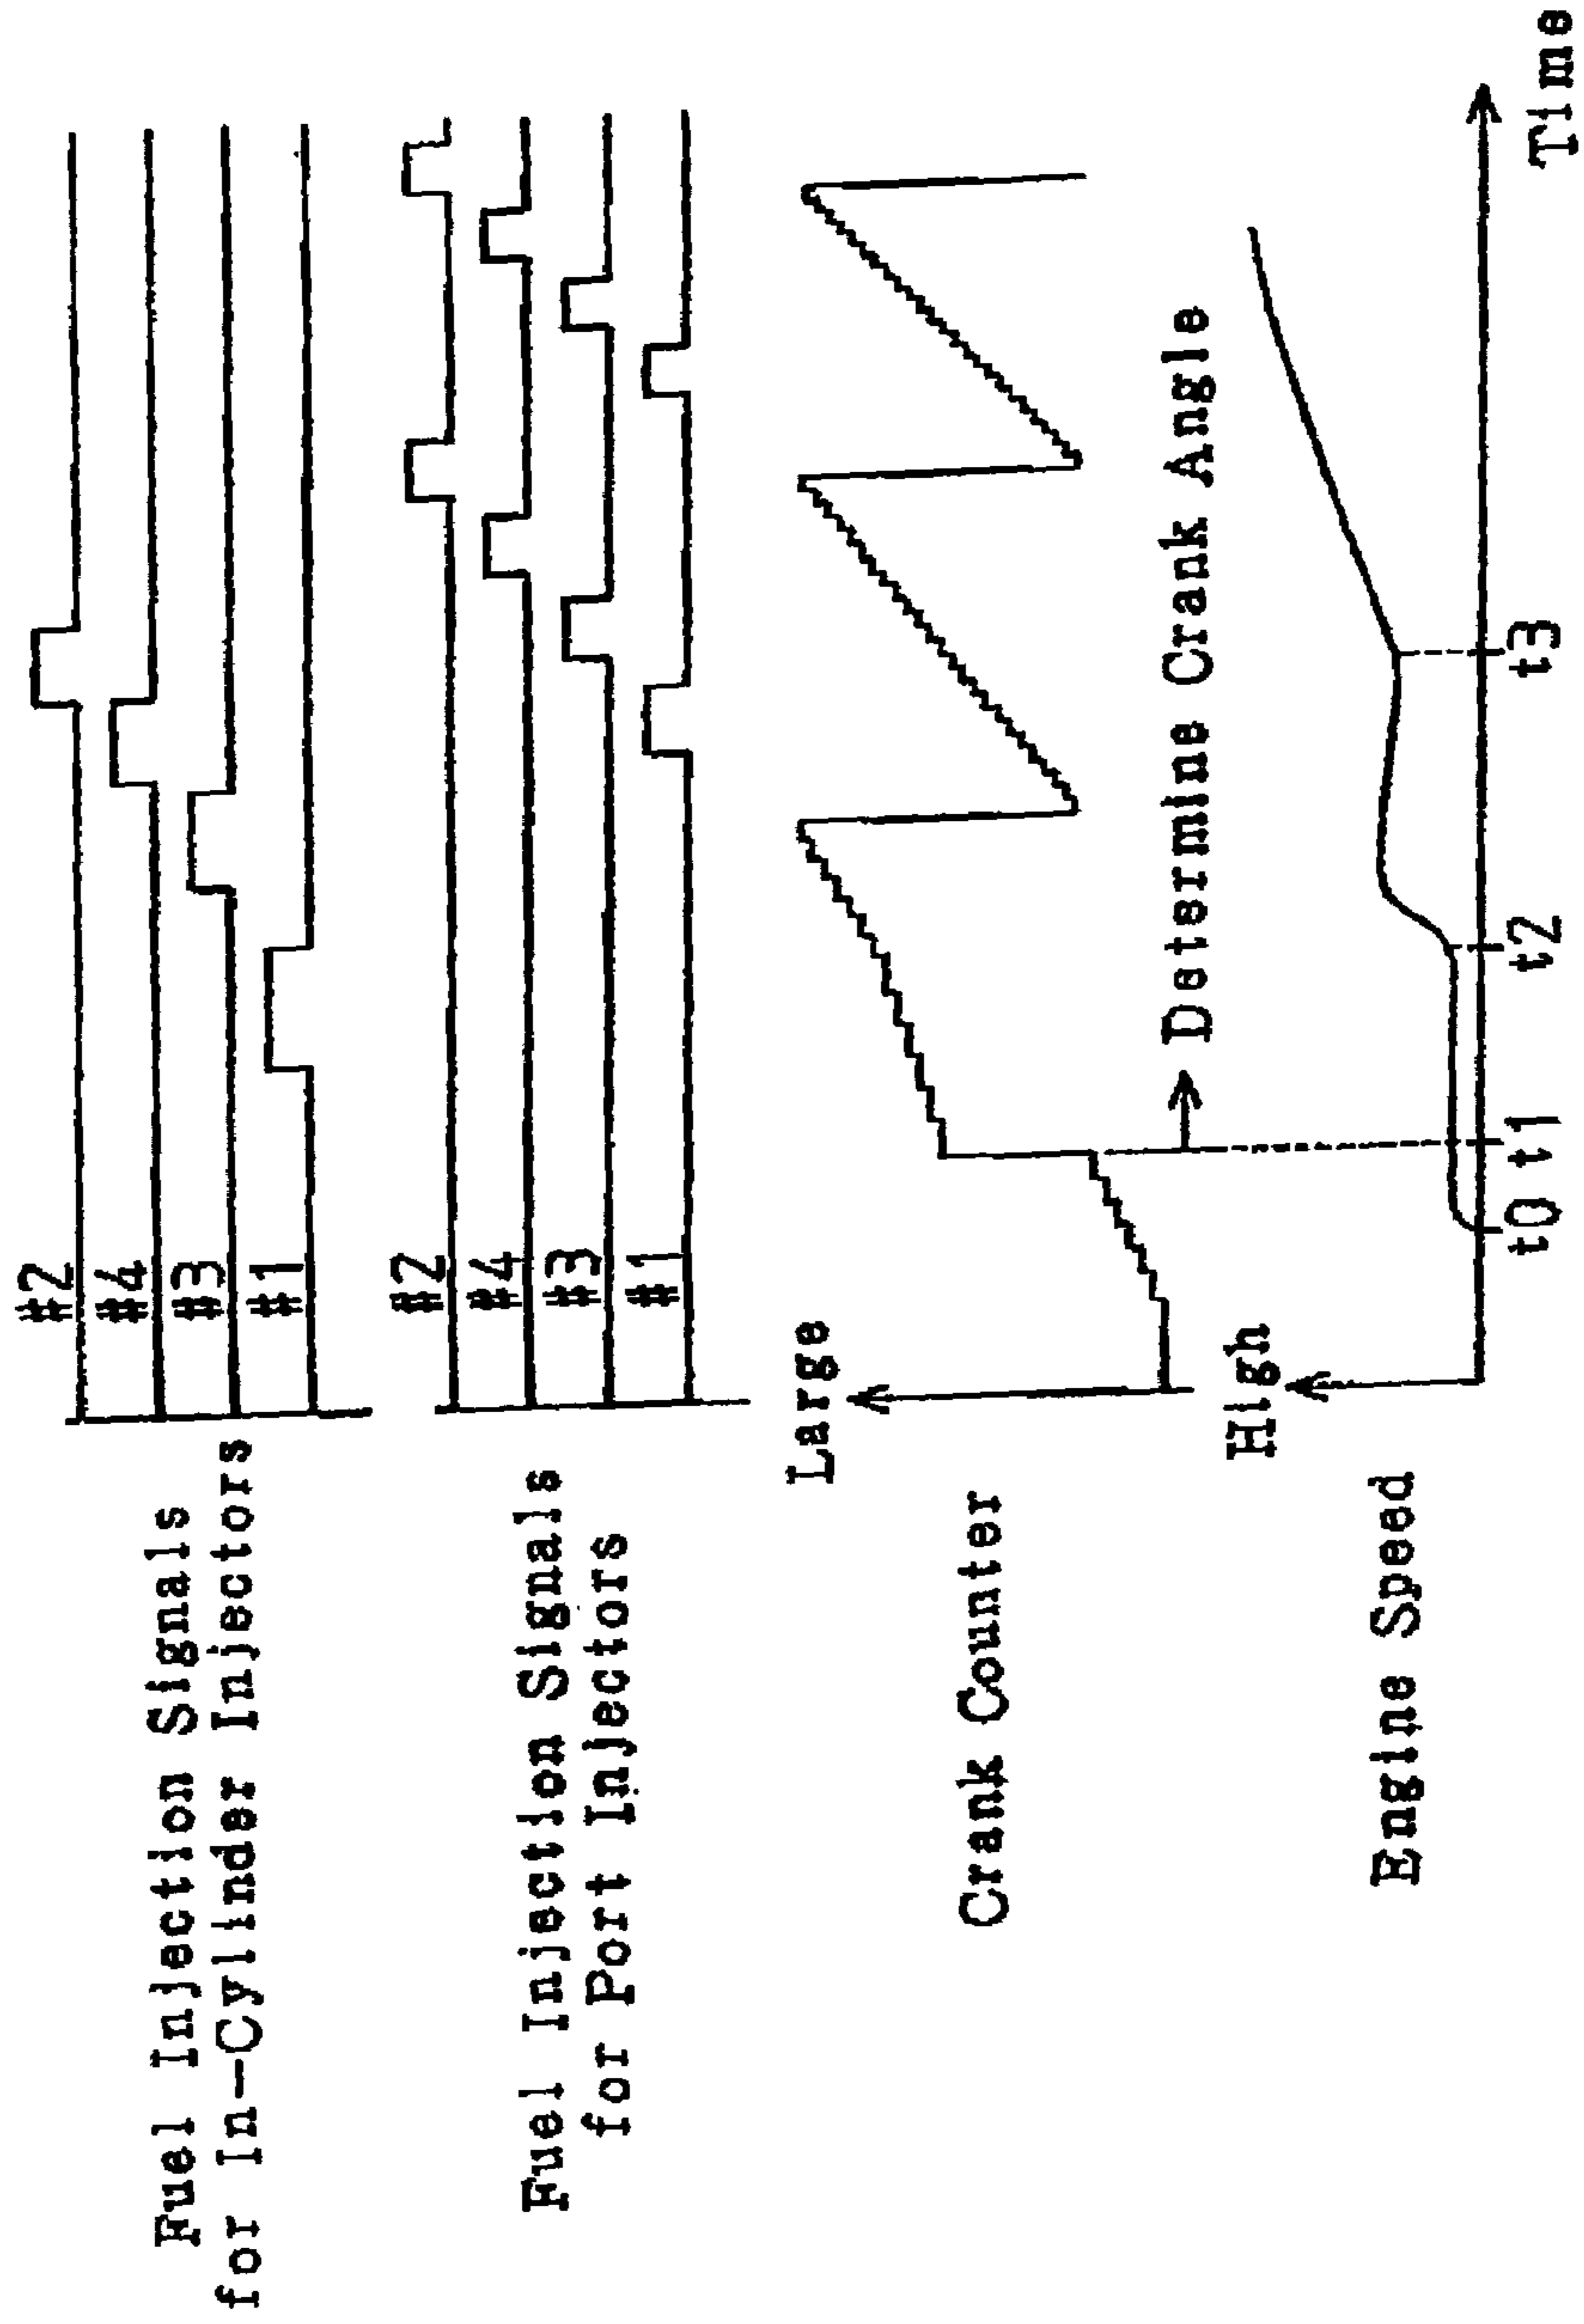 Fuel Injection Signals
for In-Cylinder Injectors
#2
#4
#3
#1
Fuel Injection Signals
for Port Injectors
#2
#4
#3
#1
Large
Crank Counter
Determine Crank Angle
High
Engine Speed
t0
t1
t2
t3
Time